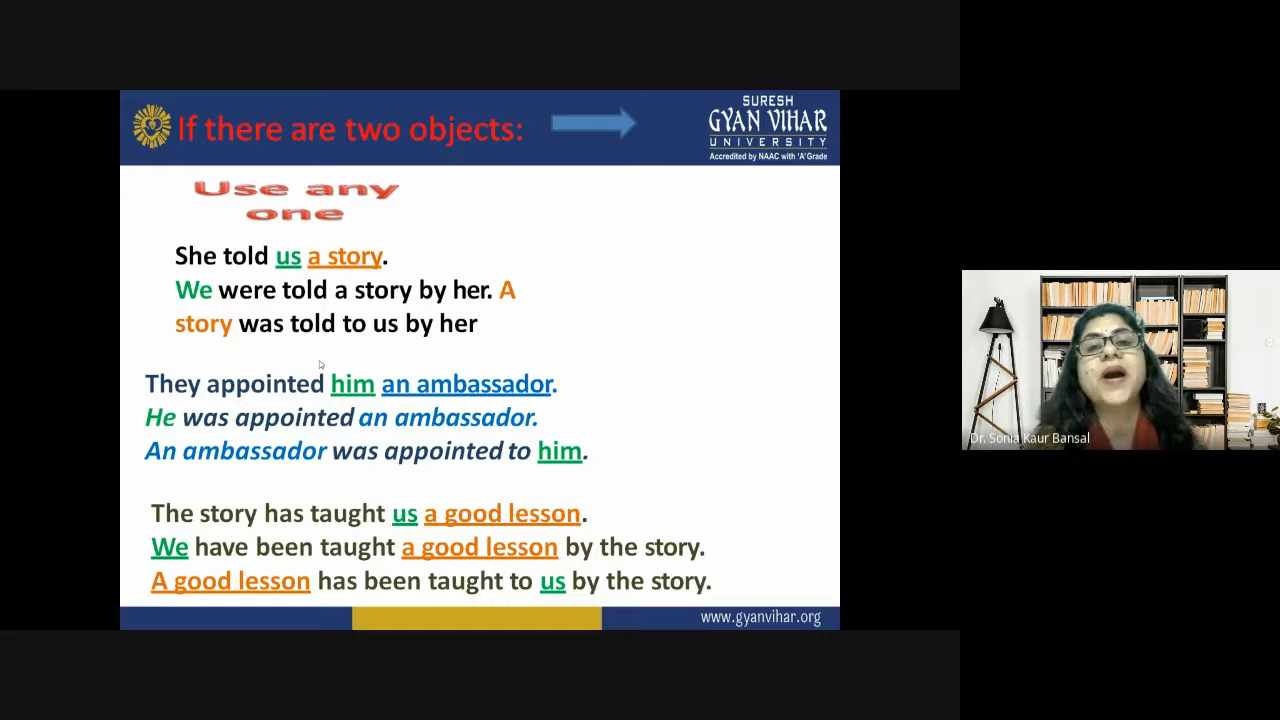 If there are two objects:
SURESH
GYAN VIHAR
UNIVERSITY
Accredited by NAAC with 'A' Grade
Use any
one
She told us a story.
We were told a story by her. A
story was told to us by her
They appointed him an ambassador.
He was appointed an ambassador.
An ambassador was appointed to him.
The story has taught us a good lesson.
We have been taught a good lesson by the story.
A good lesson has been taught to us by the story.
www.gyanvihar.org
Dr. Sonia Kaur Bansal